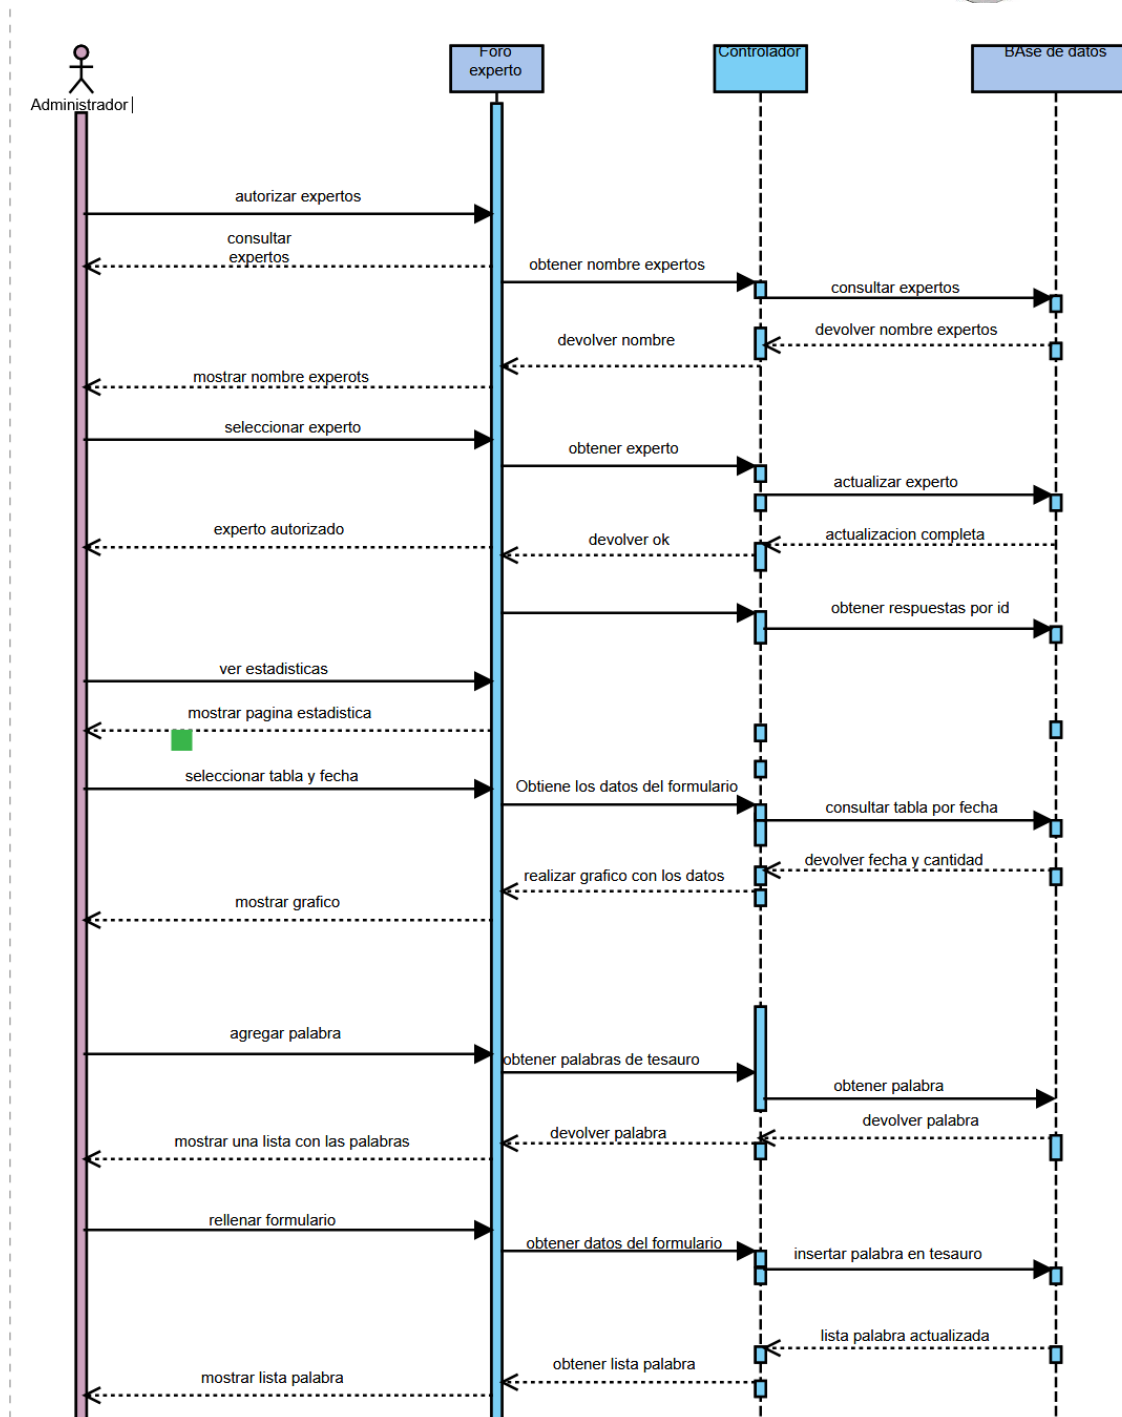 Foro
experto
Controlador
BAse de datos
Administrador
autorizar expertos
consultar
expertos
obtener nombre expertos
consultar expertos
devolver nombre expertos
devolver nombre
mostrar nombre experots
seleccionar experto
obtener experto
actualizar experto
experto autorizado
devolver ok
actualizacion completa
obtener respuestas por id
ver estadisticas
mostrar pagina estadistica
seleccionar tabla y fecha
Obtiene los datos del formulario
consultar tabla por fecha
devolver fecha y cantidad
realizar grafico con los datos
mostrar grafico
agregar palabra
obtener palabras de tesauro
obtener palabra
devolver palabra
devolver palabra
mostrar una lista con las palabras
rellenar formulario
obtener datos del formulario
insertar palabra en tesauro
lista palabra actualizada
obtener lista palabra
mostrar lista palabra